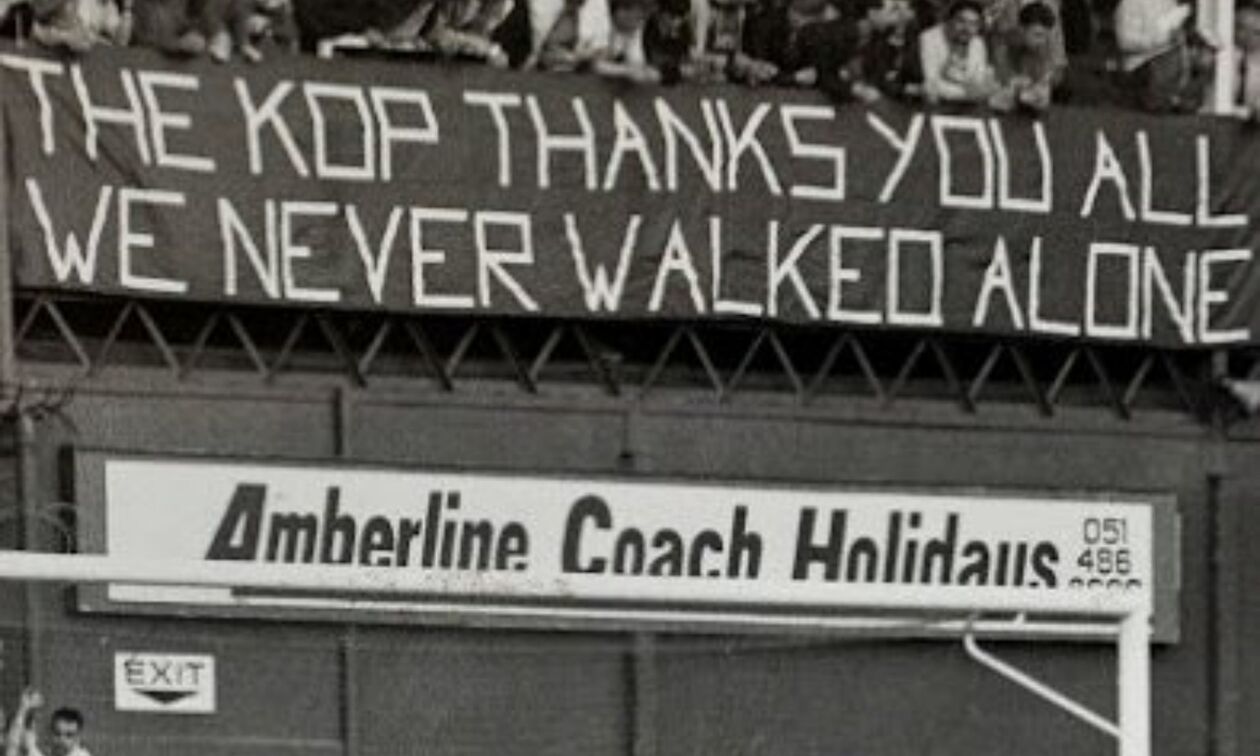 THE KOP THANKS YOU ALL
WE NEVER WALKED ALONE
Amberline Coach Holidays
051
486
EXIT